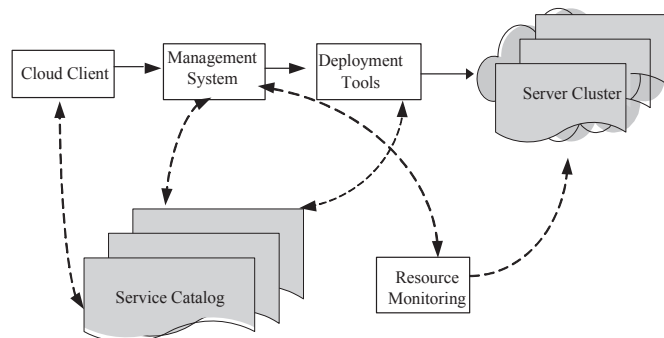 Cloud Client
Management
System
Deployment
Tools
Server Cluster
Service Catalog
Resource
Monitoring